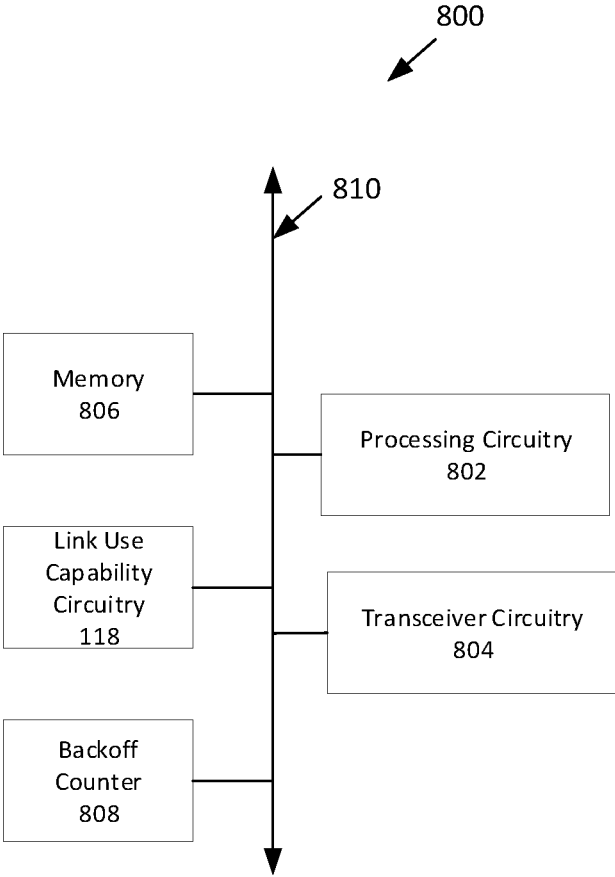 800
810
Memory
806
Processing Circuitry
802
Link Use
Capability
Circuitry
118
Transceiver Circuitry
804
Backoff
Counter
808